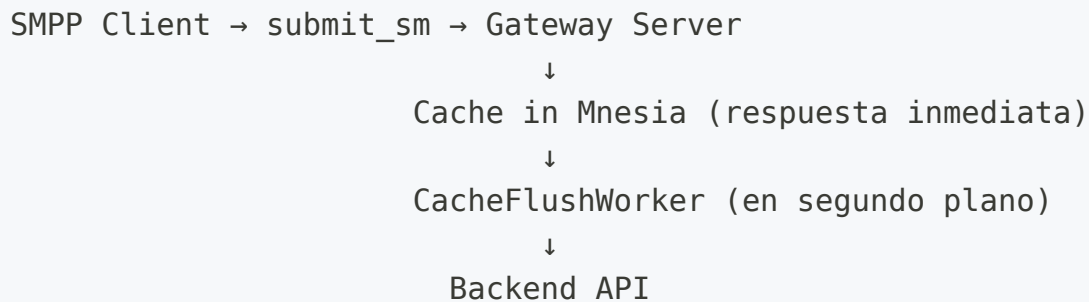 SMPP Client → submit_sm → Gateway Server
↓
Cache in Mnesia (respuesta inmediata)
↓
CacheFlushWorker (en segundo plano)
↓
Backend API